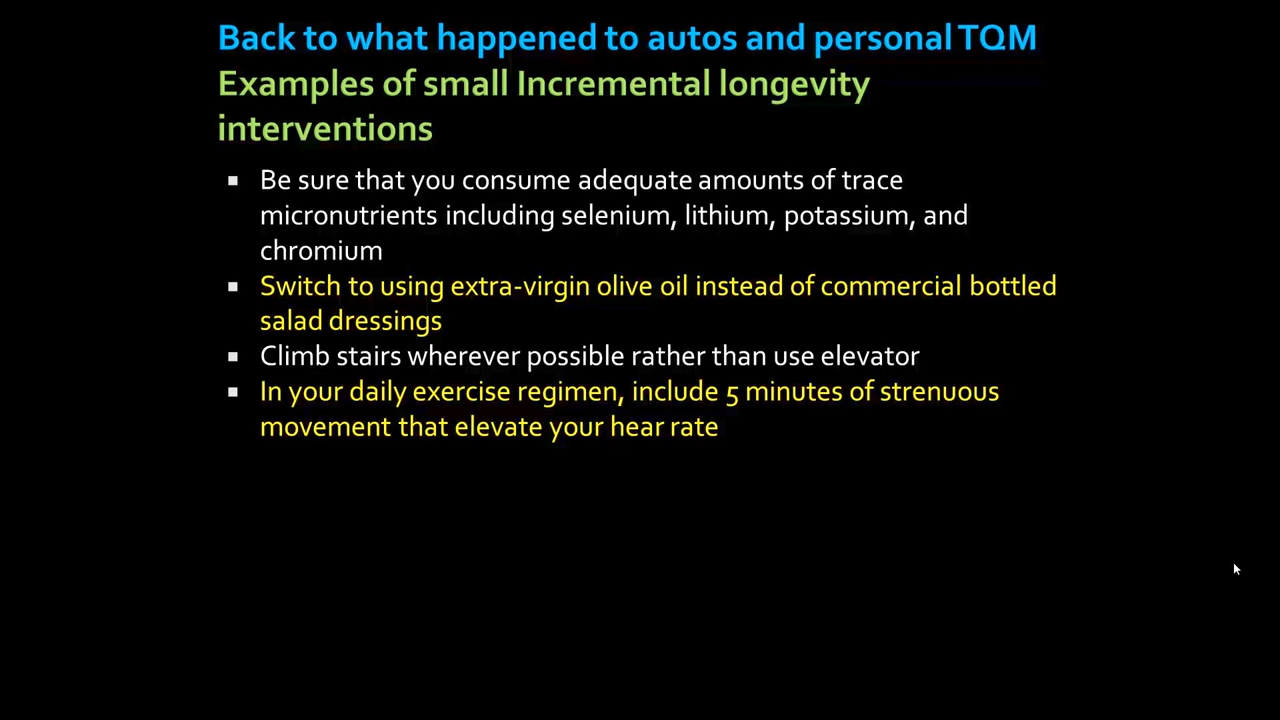 Back to what happened to autos and personal TQM
Examples of small Incremental longevity
interventions
▪ Be sure that you consume adequate amounts of trace
micronutrients including selenium, lithium, potassium, and
chromium
▪ Switch to using extra-virgin olive oil instead of commercial bottled
salad dressings
▪ Climb stairs wherever possible rather than use elevator
▪ In your daily exercise regimen, include 5 minutes of strenuous
movement that elevate your hear rate